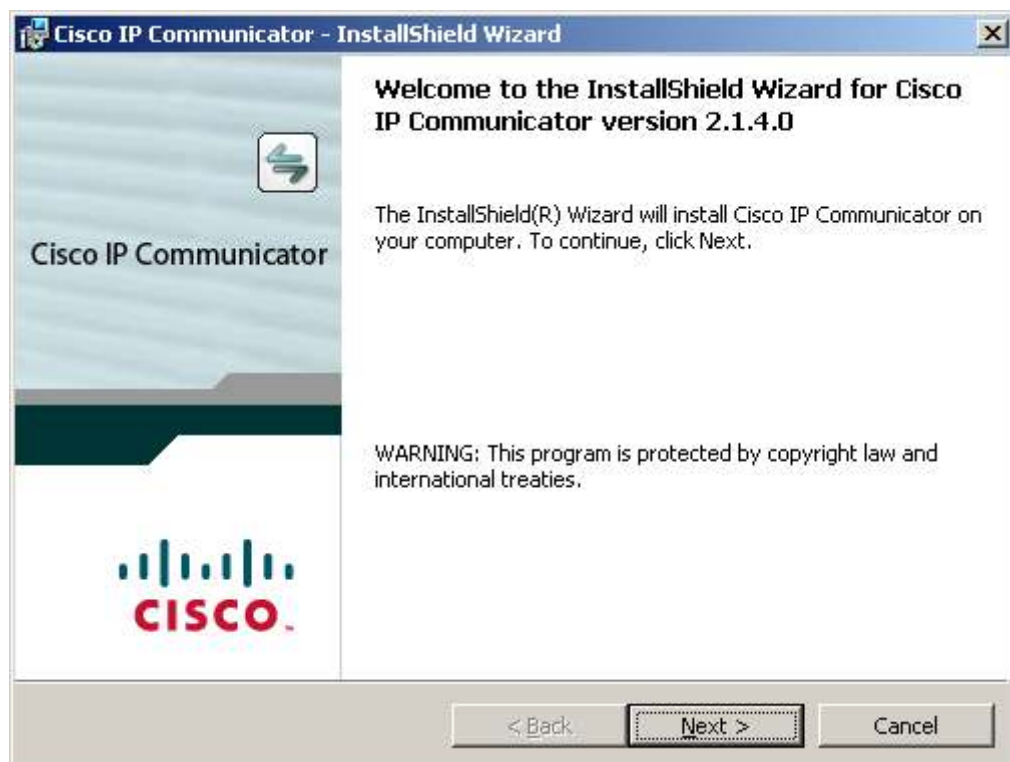 Cisco IP Communicator - InstallShield Wizard
Welcome to the InstallShield Wizard for Cisco
IP Communicator version 2.1.4.0
The InstallShield(R) Wizard will install Cisco IP Communicator on
your computer. To continue, click Next.
Cisco IP Communicator
WARNING: This program is protected by copyright law and
international treaties.
CISCO
< Back
Next >
Cancel